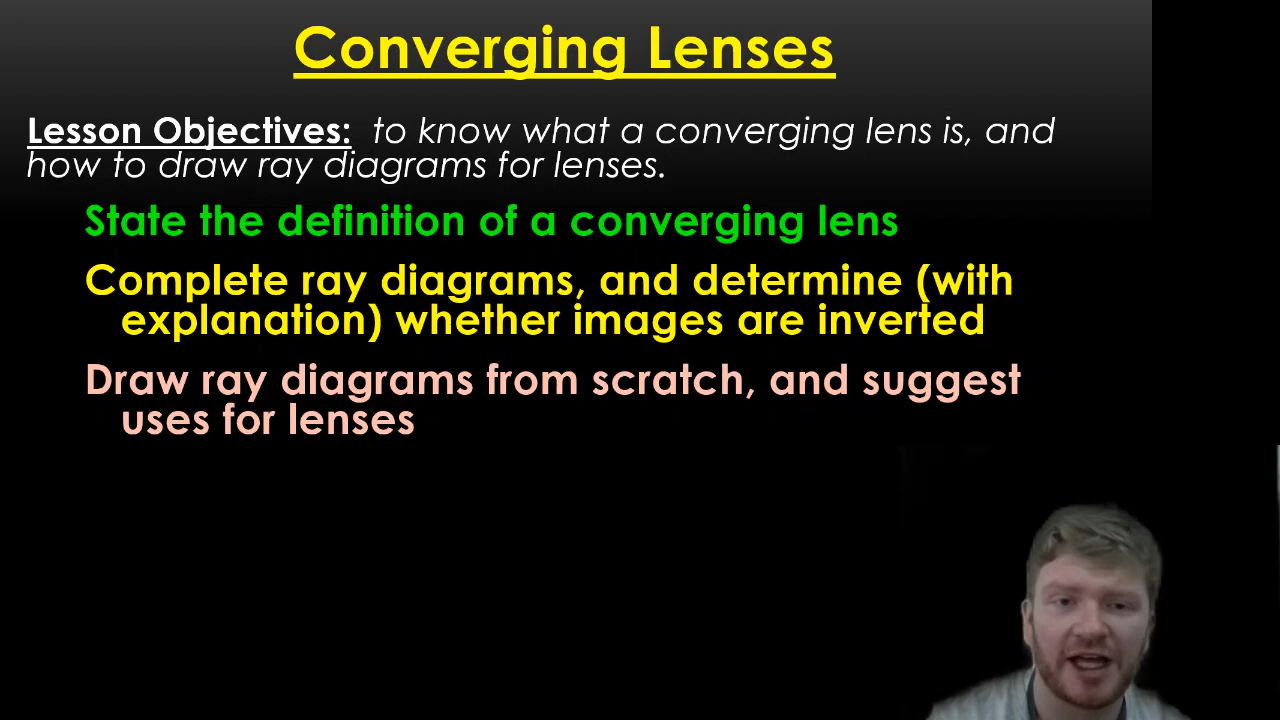 Converging Lenses
Lesson Objectives: to know what a converging lens is, and
how to draw ray diagrams for lenses.
State the definition of a converging lens
Complete ray diagrams, and determine (with
explanation) whether images are inverted
Draw ray diagrams from scratch, and suggest
uses for lenses